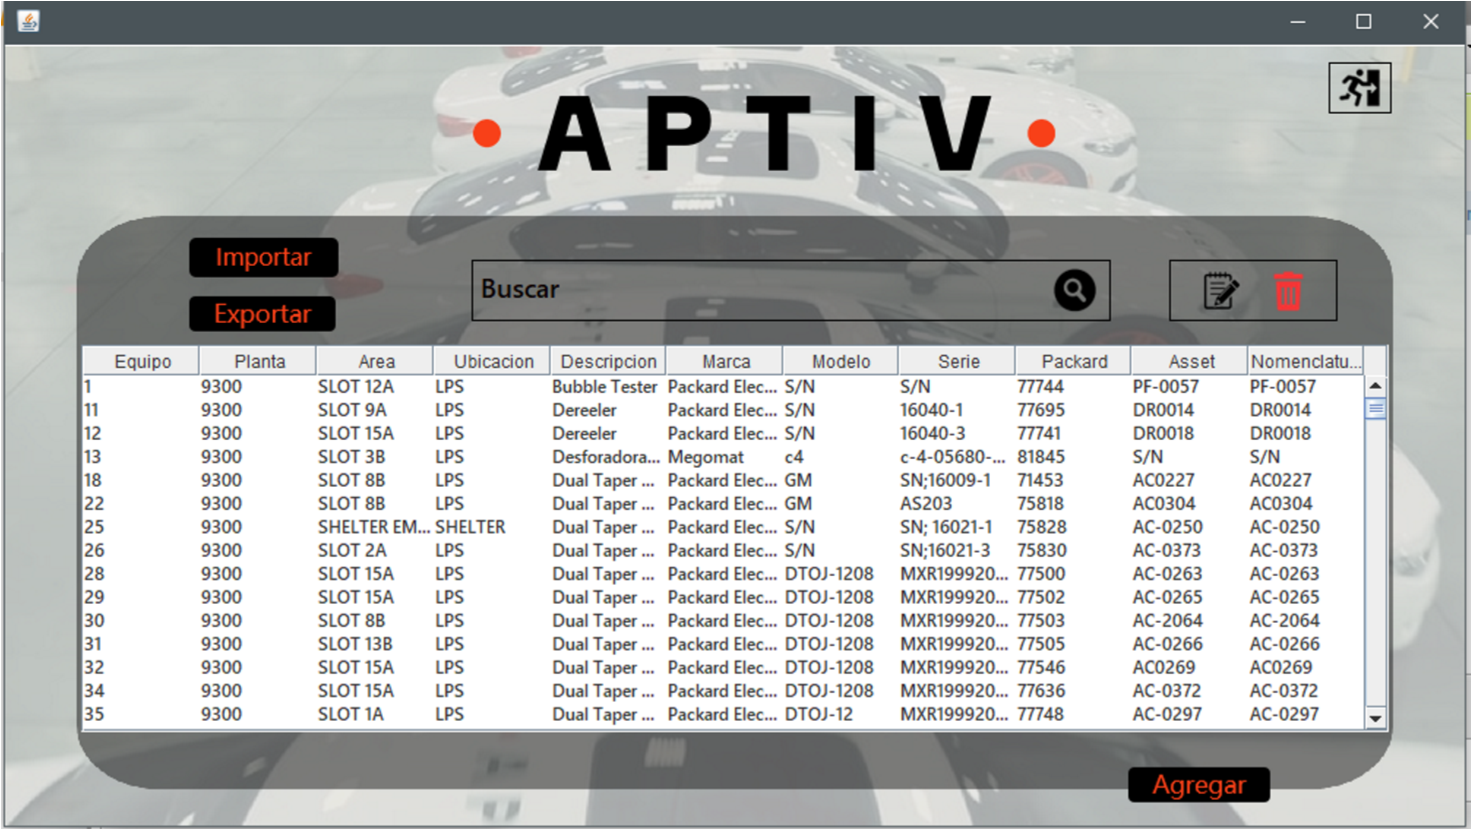 • A P T I V •
Importar
Exportar
Buscar
Equipo Planta Area Ubicacion Descripcion Marca Modelo Serie Packard Asset Nomenclatu...
1 9300 SLOT 12A LPS Bubble Tester Packard Elec... S/N S/N 77744 PF-0057 PF-0057
11 9300 SLOT 9A LPS Dereeler Packard Elec... S/N 16040-1 77695 DR0014 DR0014
12 9300 SLOT 15A LPS Dereeler Packard Elec... S/N 16040-3 77741 DR0018 DR0018
13 9300 SLOT 3B LPS Desforadora... Megomat c4 c-4-05680-... 81845 S/N S/N
18 9300 SLOT 8B LPS Dual Taper ... Packard Elec... GM SN;16009-1 71453 AC0227 AC0227
22 9300 SLOT 8B LPS Dual Taper ... Packard Elec... GM AS203 75818 AC0304 AC0304
25 9300 SHELTER EM... SHELTER Dual Taper ... Packard Elec... S/N SN; 16021-1 75828 AC-0250 AC-0250
26 9300 SLOT 2A LPS Dual Taper ... Packard Elec... S/N SN;16021-3 75830 AC-0373 AC-0373
28 9300 SLOT 15A LPS Dual Taper ... Packard Elec... DTOJ-1208 MXR199920... 77500 AC-0263 AC-0263
29 9300 SLOT 15A LPS Dual Taper ... Packard Elec... DTOJ-1208 MXR199920... 77502 AC-0265 AC-0265
30 9300 SLOT 8B LPS Dual Taper ... Packard Elec... DTOJ-1208 MXR199920... 77503 AC-2064 AC-2064
31 9300 SLOT 13B LPS Dual Taper ... Packard Elec... DTOJ-1208 MXR199920... 77505 AC-0266 AC-0266
32 9300 SLOT 15A LPS Dual Taper ... Packard Elec... DTOJ-1208 MXR199920... 77546 AC0269 AC0269
34 9300 SLOT 15A LPS Dual Taper ... Packard Elec... DTOJ-1208 MXR199920... 77636 AC-0372 AC-0372
35 9300 SLOT 1A LPS Dual Taper ... Packard Elec... DTOJ-12 MXR199920... 77748 AC-0297 AC-0297
Agregar